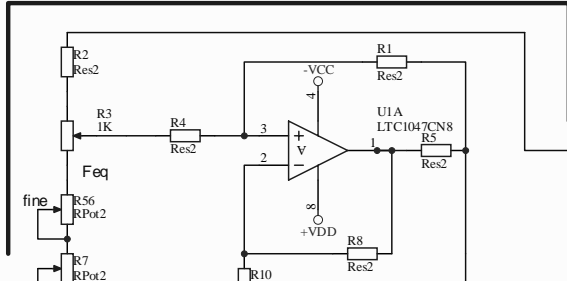 R2
Res2
R1
Res2
-VCC
4
U1A
LTC1047CN8
R3
1K
R4
Res2
3
+
V
2
−
1
R5
Res2
Feq
fine
R56
RPot2
8
+VDD
R8
Res2
R7
RPot2
R10